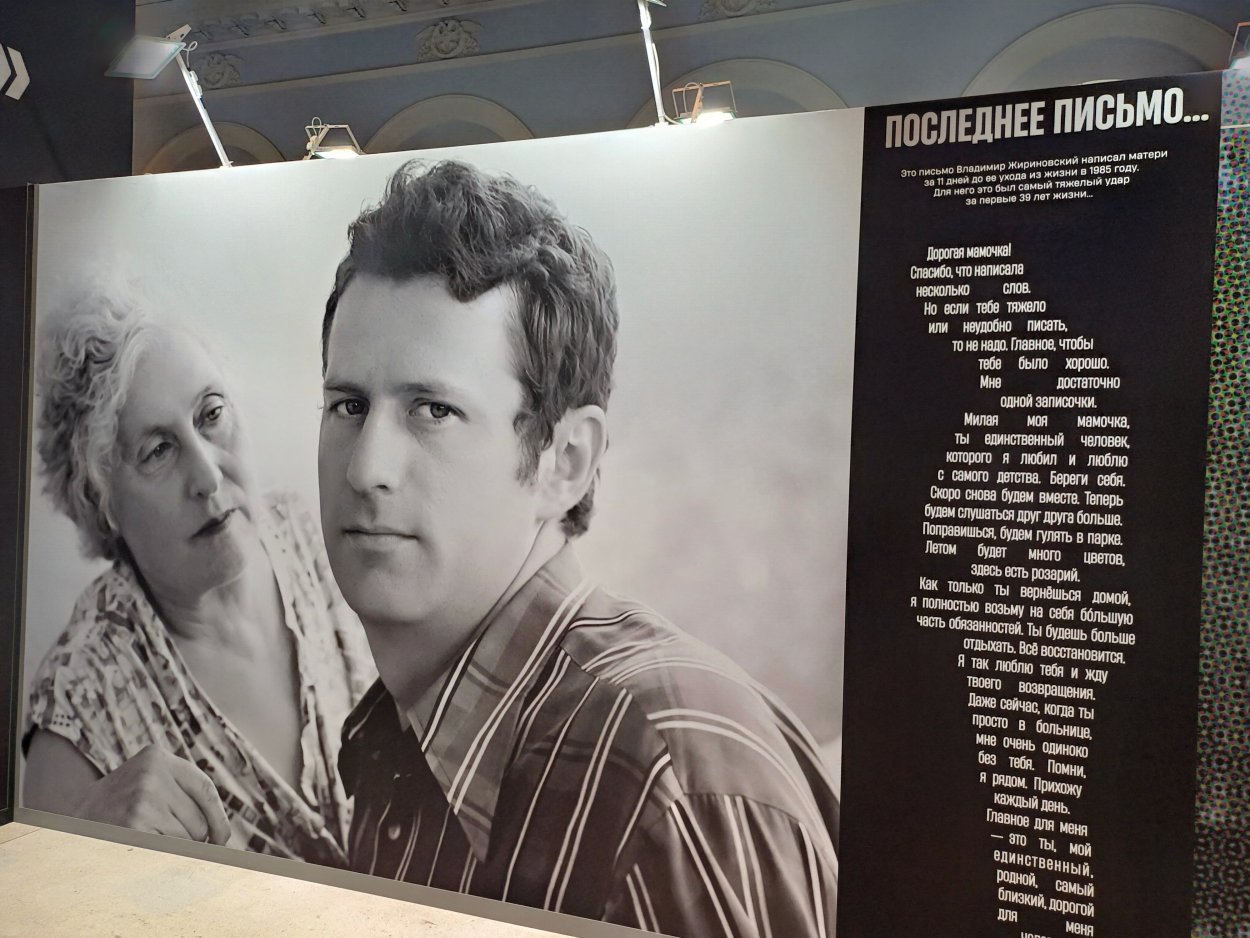 ПОСЛЕДНЕЕ ПИСЬМО...
Это письмо Владимир Жириновский написал матери
за 11 дней до ее ухода из жизни в 1985 году.
Для него это был самый тяжелый удар
за первые 39 лет жизни...
Дорогая мамочка!
Спасибо, что написала
несколько слов.
Но если тебе тяжело
или неудобно писать,
то не надо. Главное, чтобы
тебе было хорошо.
Мне достаточно
одной записочки.
Милая моя мамочка,
ты единственный человек,
которого я любил и люблю
с самого детства. Береги себя.
Скоро снова будем вместе. Теперь
будем слушаться друг друга больше.
Поправишься, будем гулять в парке.
Летом будет много цветов,
здесь есть розарий.
Как только ты вернёшься домой,
я полностью возьму на себя бо́льшую
часть обязанностей. Ты будешь больше
отдыхать. Всё восстановится.
Я так люблю тебя и жду
твоего возвращения.
Даже сейчас, когда ты
просто в больнице,
мне очень одиноко
без тебя. Помни,
я рядом. Прихожу
каждый день.
Главное для меня
— это ты, мой
единственный,
родной, самый
близкий, дорогой
для меня